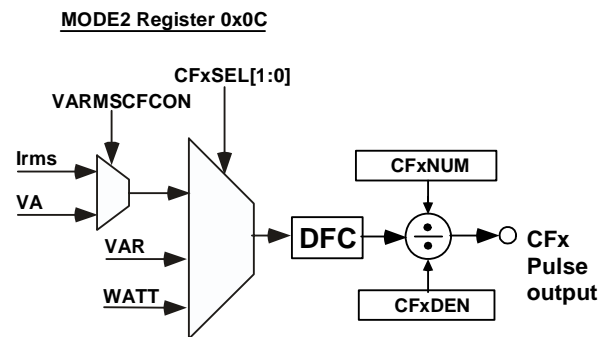 MODE2 Register 0x0C
CFxSEL[1:0]
VARMSCFCON
Irms
VA
VAR
WATT
DFC
CFxNUM
÷
CFxDEN
CFx
Pulse
output